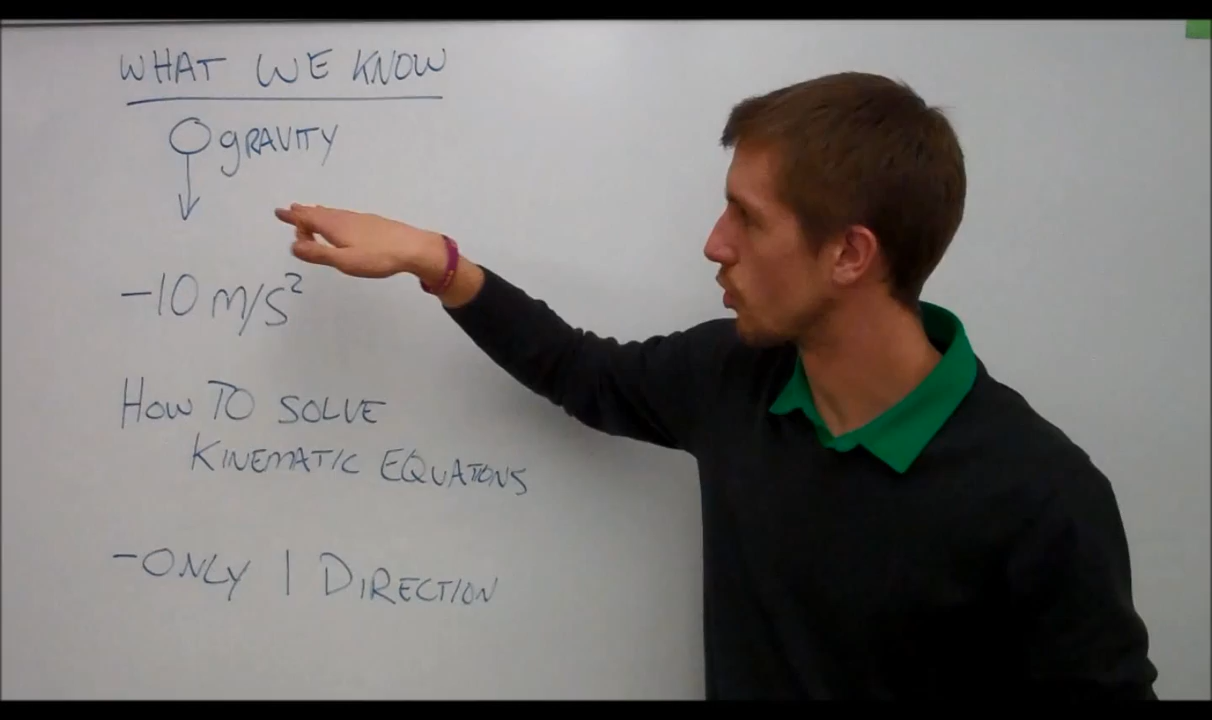 WHAT WE KNOW
gRAVITY
-10 m/s²
HOW TO SOLVE
KINEMATIC EQUATIONS
-ONLY 1 DIRECTION